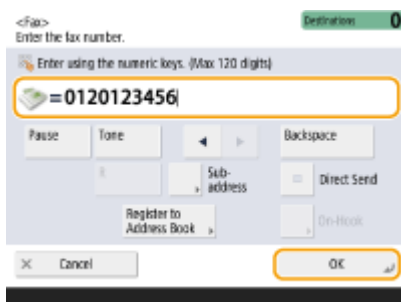 <Fax>
Destinations 0
Enter the fax number.
Enter using the numeric keys. (Max 120 digits)
=0120123456
Pause Tone Backspace
R Sub-address Direct Send
Register to Address Book On-Hook
× Cancel OK